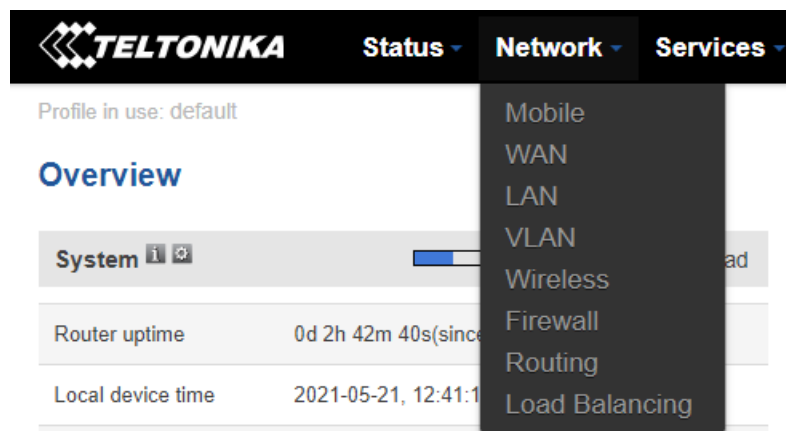 TELTONIKA Status Network Services
Profile in use: default
Mobile
Overview
WAN
LAN
VLAN
System ad
Wireless
Firewall
Router uptime 0d 2h 42m 40s(since
Routing
Local device time 2021-05-21, 12:41:1
Load Balancing